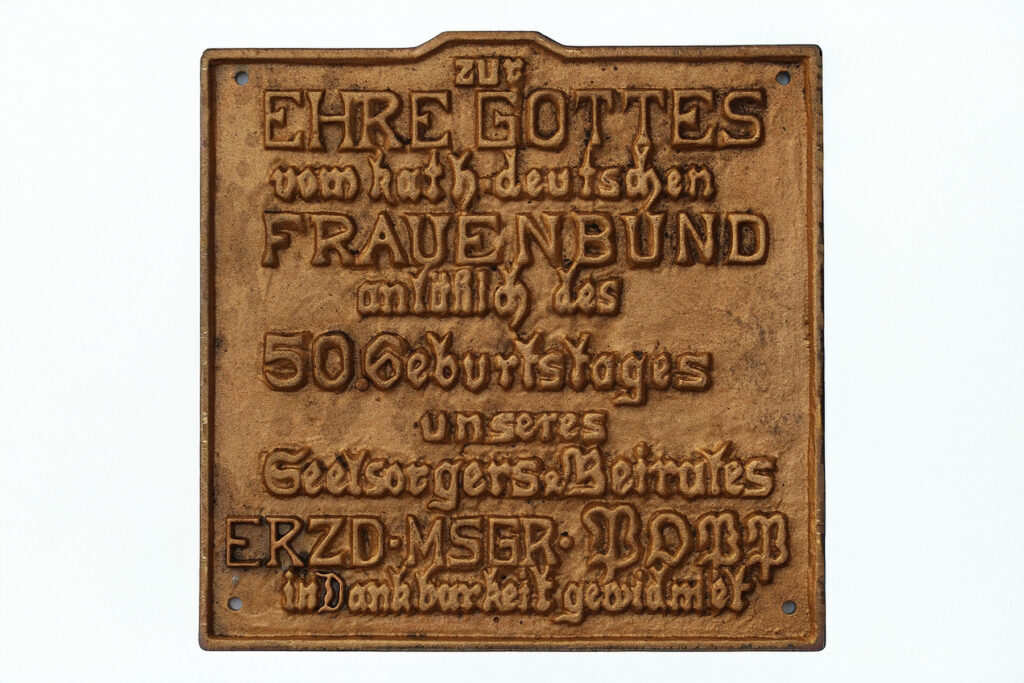 zur
EHRE GOTTES
vom kath. deutschen
FRAUENBUND
anläßlich des
50. Geburtstages
unseres
Seelsorgers u. Beirates
ERZD·MSGR·POPP
in Dankbarkeit gewidmet